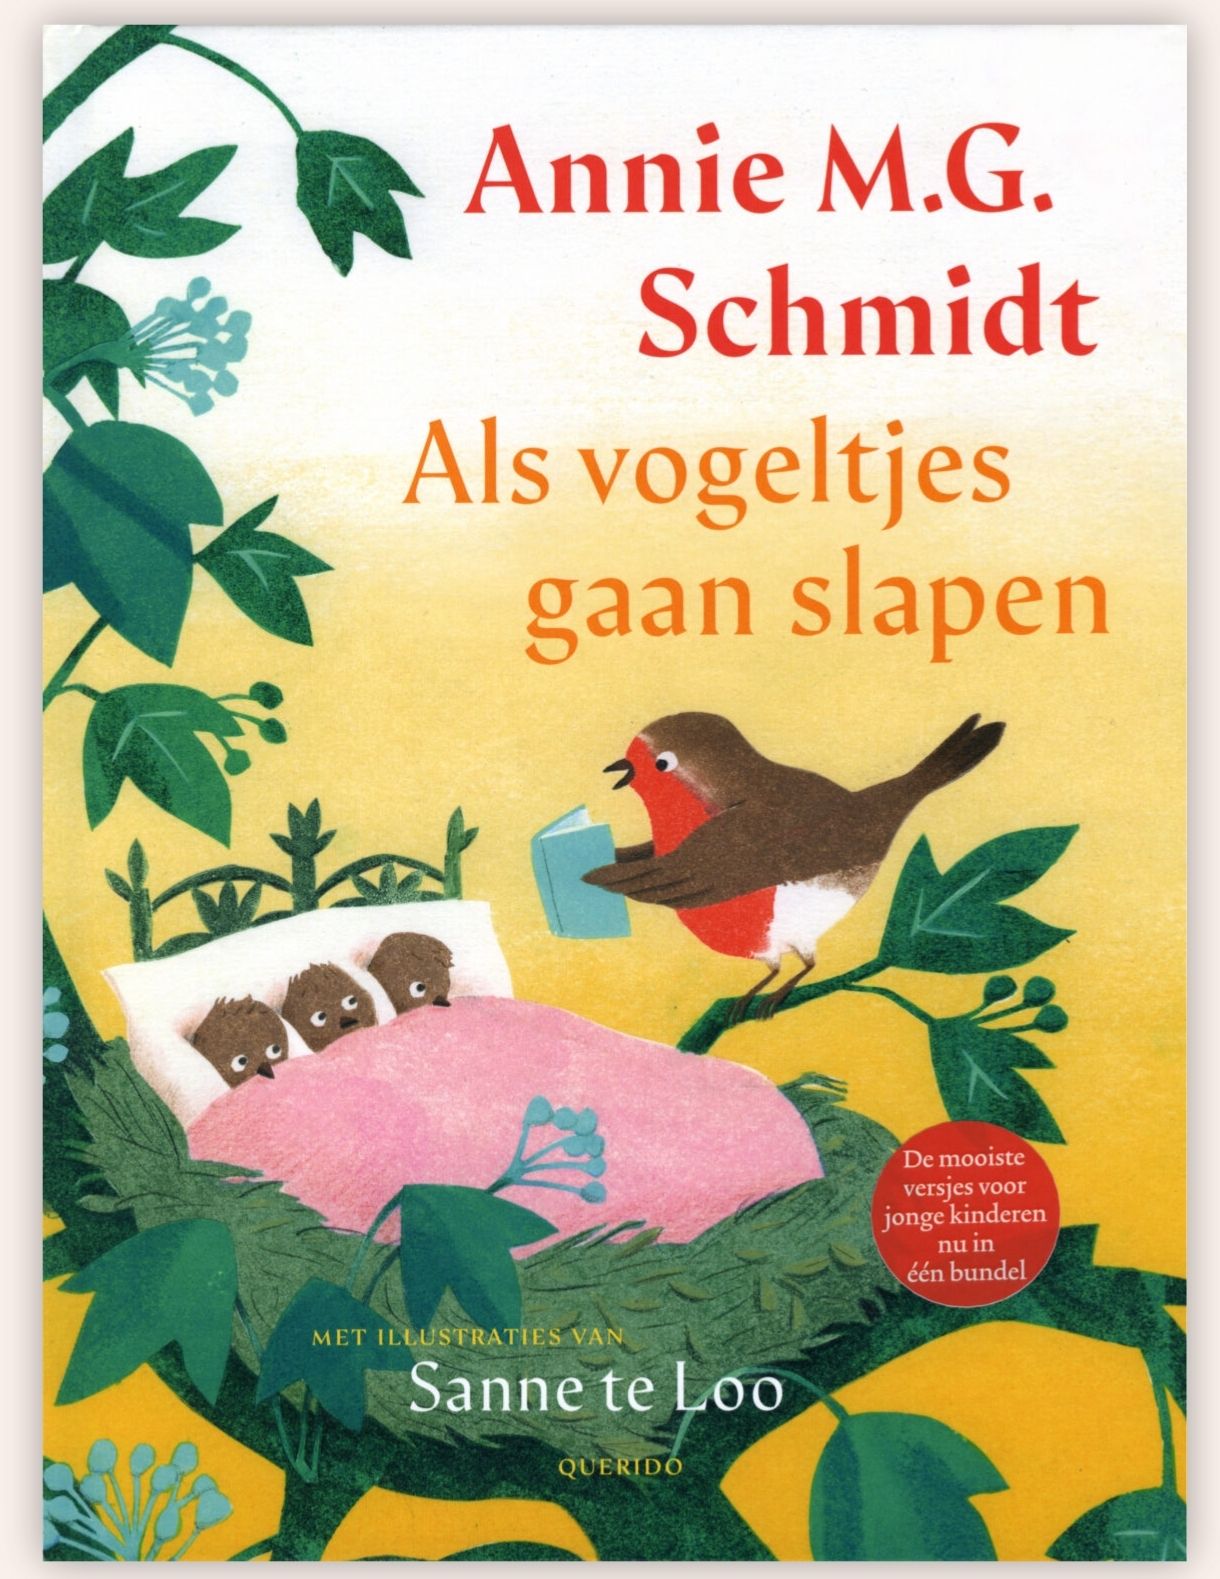 Annie M.G.
Schmidt
Als vogeltjes
gaan slapen
De mooiste
versjes voor
jonge kinderen
nu in
één bundel
MET ILLUSTRATIES VAN
Sanne te Loo
QUERIDO